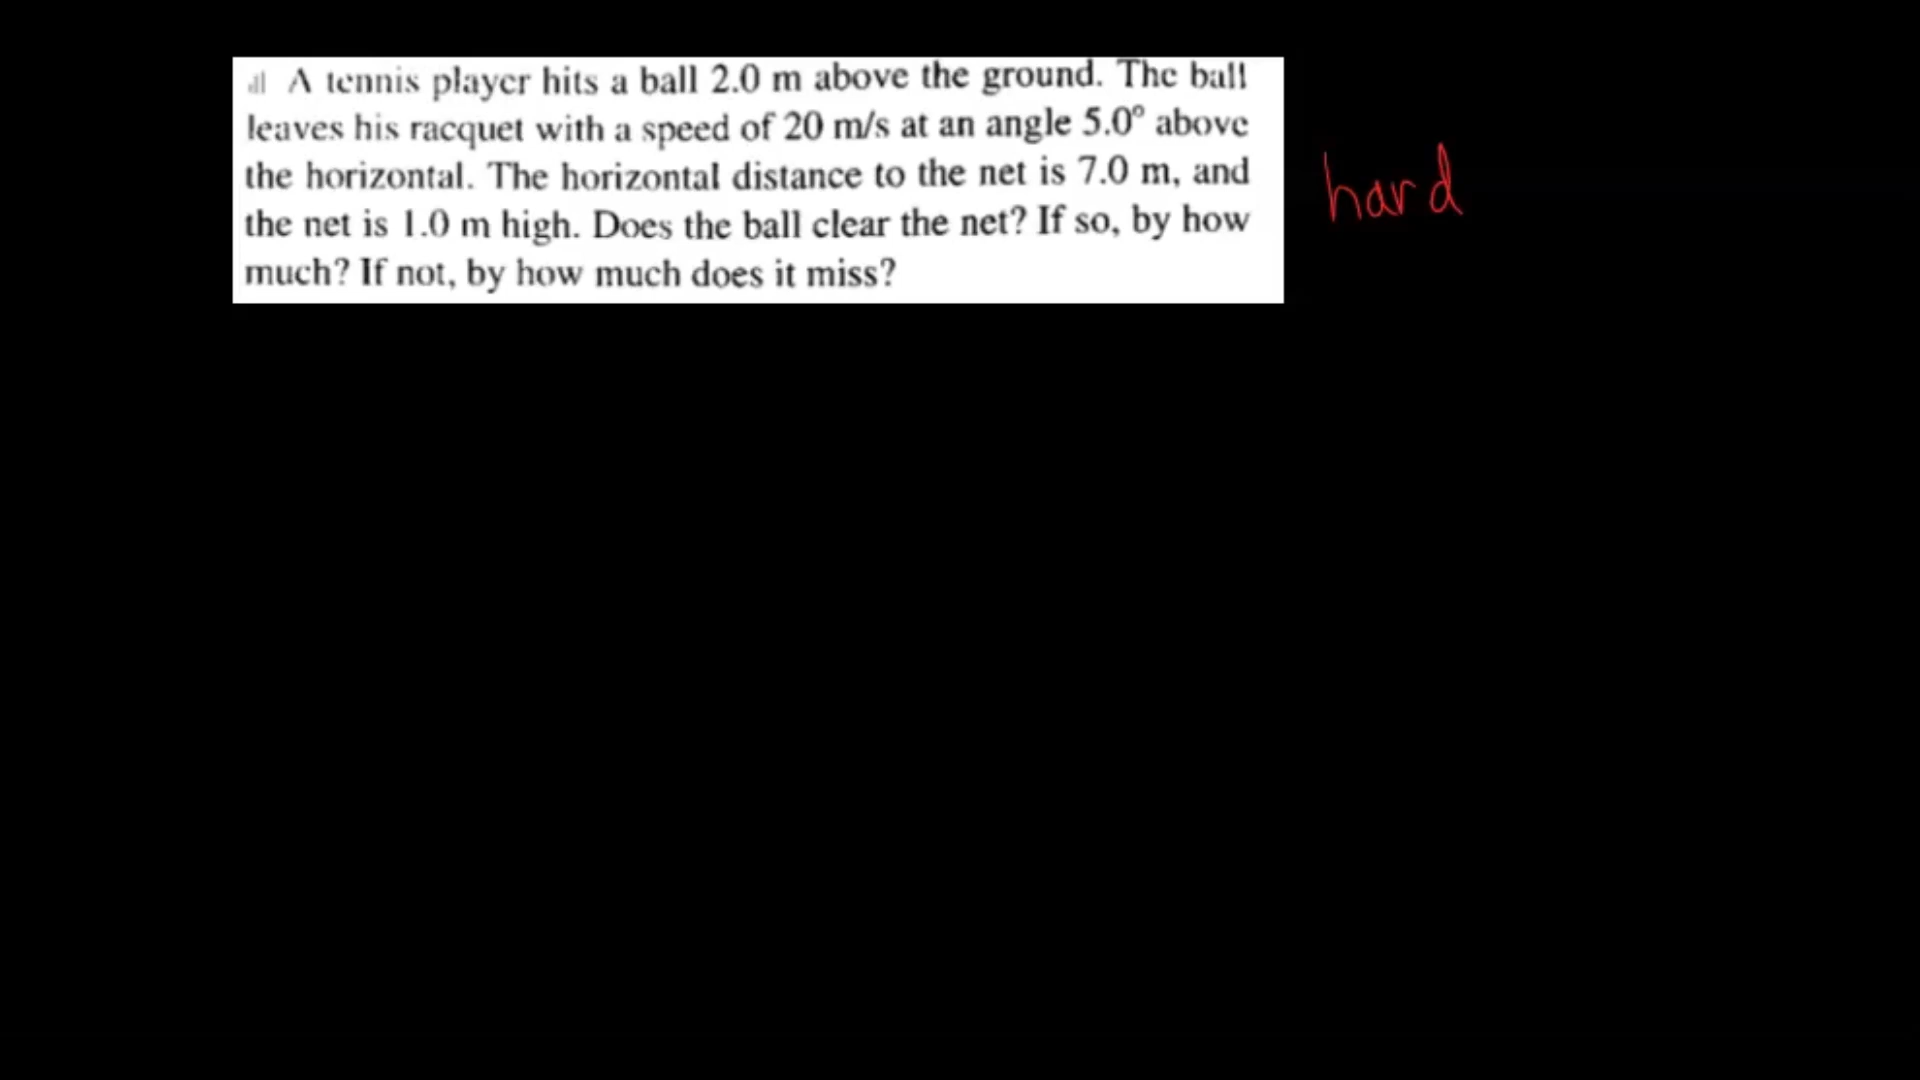 A tennis player hits a ball 2.0 m above the ground. The ball
leaves his racquet with a speed of 20 m/s at an angle 5.0° above
the horizontal. The horizontal distance to the net is 7.0 m, and
the net is 1.0 m high. Does the ball clear the net? If so, by how
much? If not, by how much does it miss?
hard